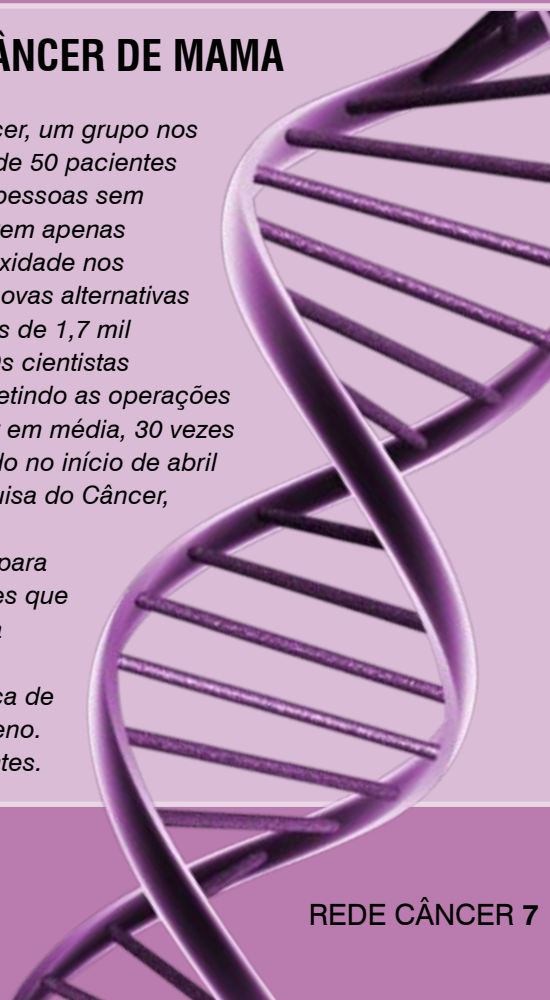 ÂNCER DE MAMA
cer, um grupo nos
de 50 pacientes
pessoas sem
em apenas
xidade nos
ovas alternativas
s de 1,7 mil
s cientistas
etindo as operações
em média, 30 vezes
do no início de abril
uisa do Câncer,
para
es que
a
ca de
eno.
tes.
REDE CÂNCER 7